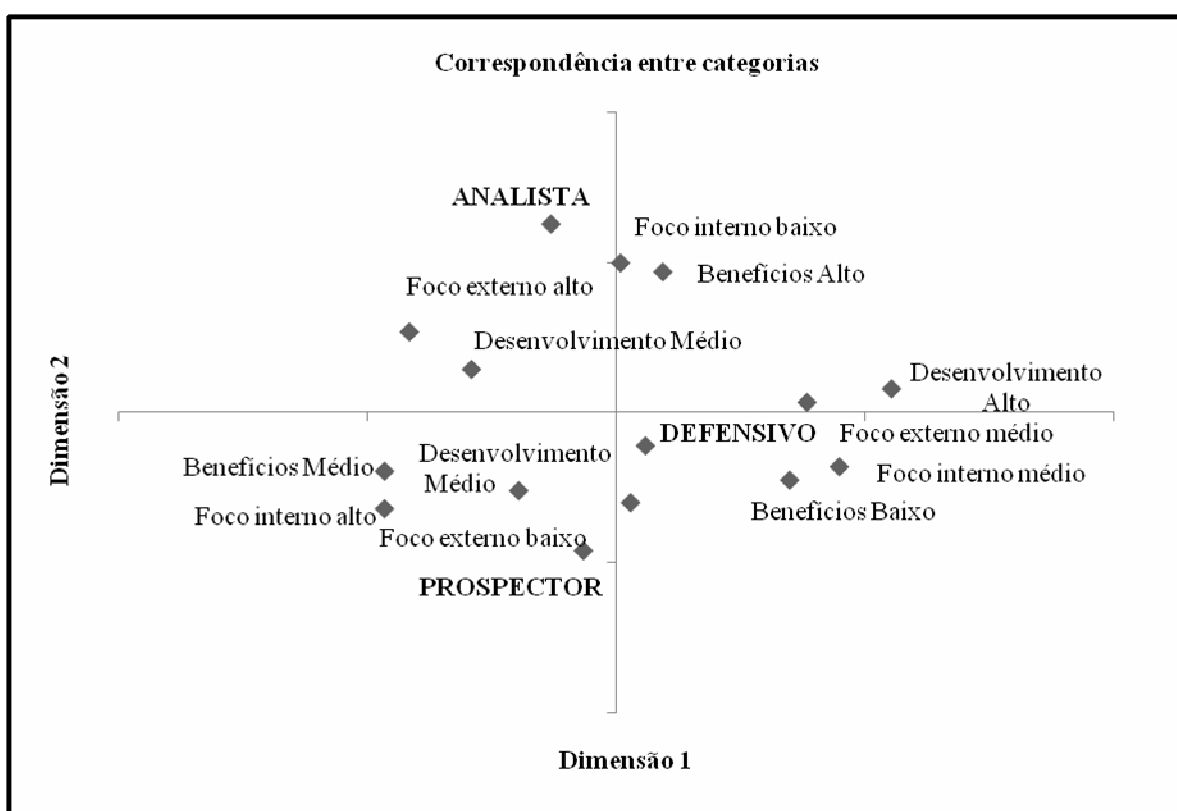 Correspondência entre categorias
ANALISTA
Foco interno baixo
Benefícios Alto
Foco externo alto
Desenvolvimento Médio
Desenvolvimento
Alto
Dimensão 2
DEFENSIVO
Foco externo médio
Desenvolvimento
Médio
Benefícios Médio
Foco interno médio
Foco interno alto
Benefícios Baixo
Foco externo baixo
PROSPECTOR
Dimensão 1